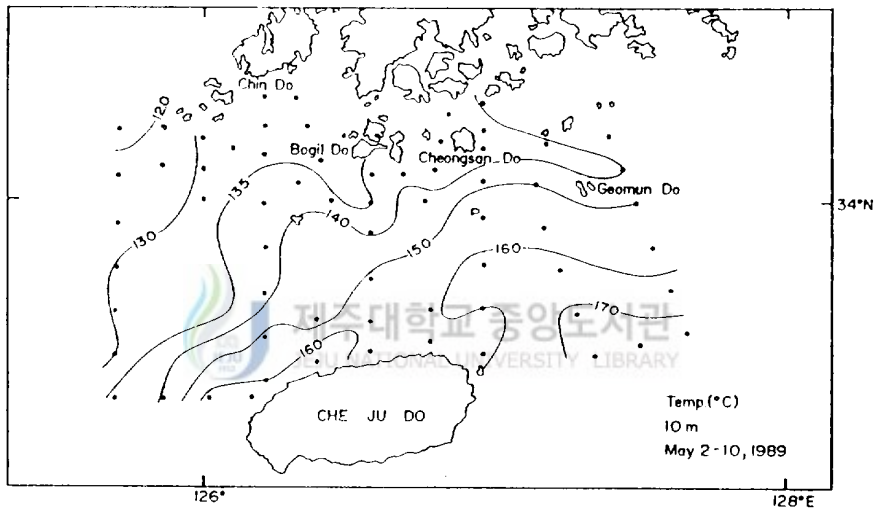 Chin Do
120
Bogil Do
Cheongsan Do
Geomun Do
135
34°N
140
130
150
160
170
제주대학교 중앙도서관
JEJU NATIONAL UNIVERSITY LIBRARY
160
CHE JU DO
Temp (°C)
10 m
May 2-10, 1989
126°
128°E